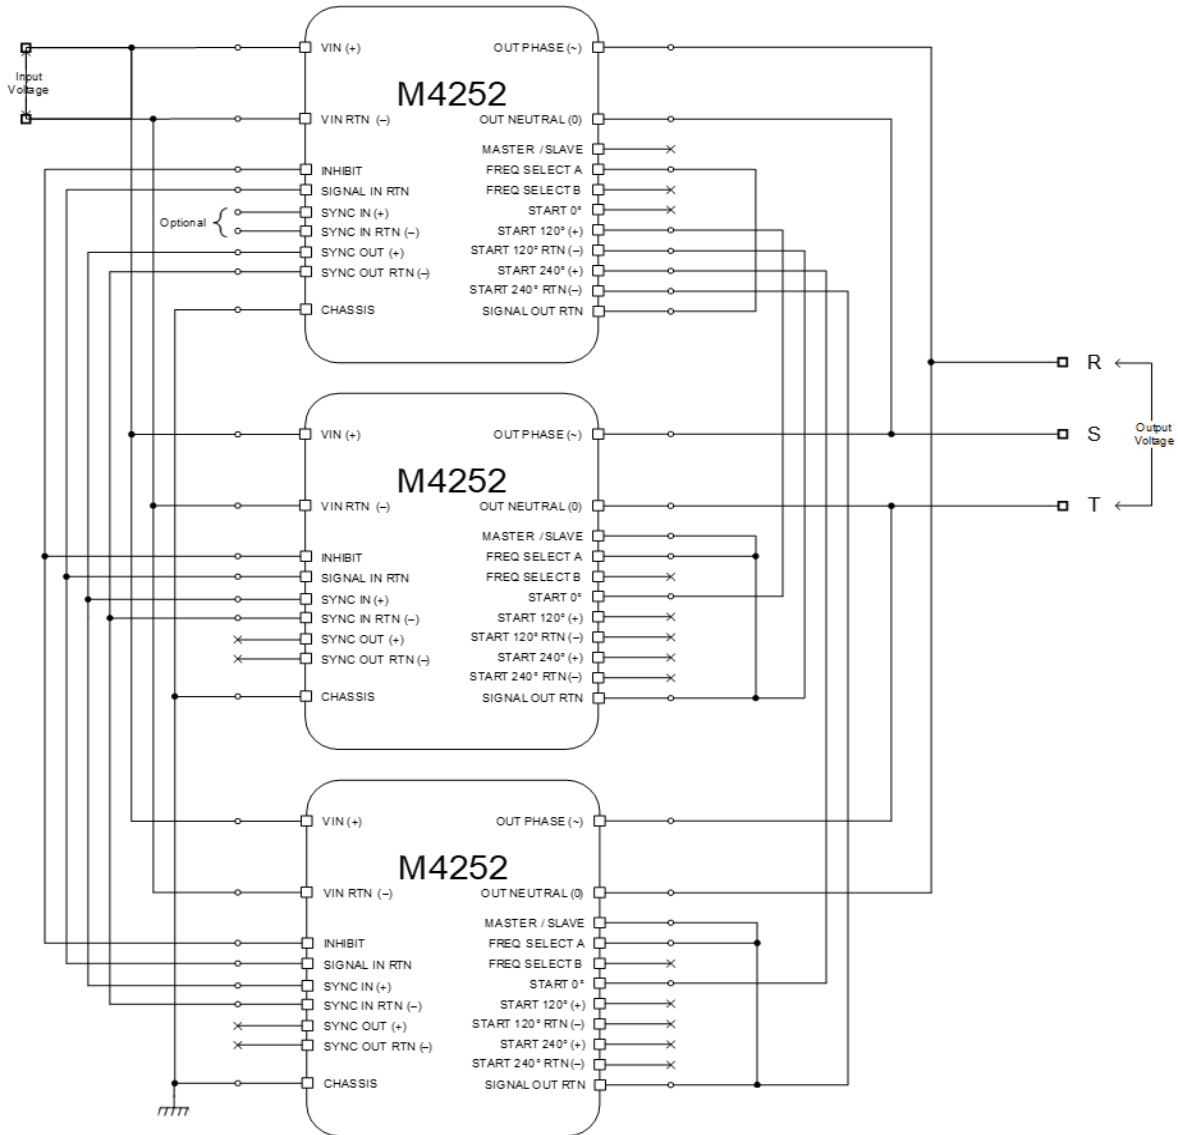 Input
Voltage
VIN (+)
OUT PHASE (~)
M4252
VIN RTN (–)
OUT NEUTRAL (0)
MASTER / SLAVE
INHIBIT
FREQ SELECT A
SIGNAL IN RTN
FREQ SELECT B
Optional
SYNC IN (+)
START 0°
SYNC IN RTN (–)
START 120° (+)
SYNC OUT (+)
START 120° RTN (–)
SYNC OUT RTN (–)
START 240° (+)
START 240° RTN (–)
CHASSIS
SIGNAL OUT RTN
R
S
T
Output
Voltage
VIN (+)
OUT PHASE (~)
M4252
VIN RTN (–)
OUT NEUTRAL (0)
MASTER / SLAVE
INHIBIT
FREQ SELECT A
SIGNAL IN RTN
FREQ SELECT B
SYNC IN (+)
START 0°
SYNC IN RTN (–)
START 120° (+)
SYNC OUT (+)
START 120° RTN (–)
SYNC OUT RTN (–)
START 240° (+)
START 240° RTN (–)
CHASSIS
SIGNAL OUT RTN
VIN (+)
OUT PHASE (~)
M4252
VIN RTN (–)
OUT NEUTRAL (0)
MASTER / SLAVE
INHIBIT
FREQ SELECT A
SIGNAL IN RTN
FREQ SELECT B
SYNC IN (+)
START 0°
SYNC IN RTN (–)
START 120° (+)
SYNC OUT (+)
START 120° RTN (–)
SYNC OUT RTN (–)
START 240° (+)
START 240° RTN (–)
CHASSIS
SIGNAL OUT RTN